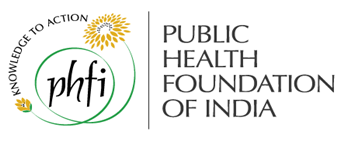 KNOWLEDGE TO ACTION
phfi
PUBLIC
HEALTH
FOUNDATION
OF INDIA